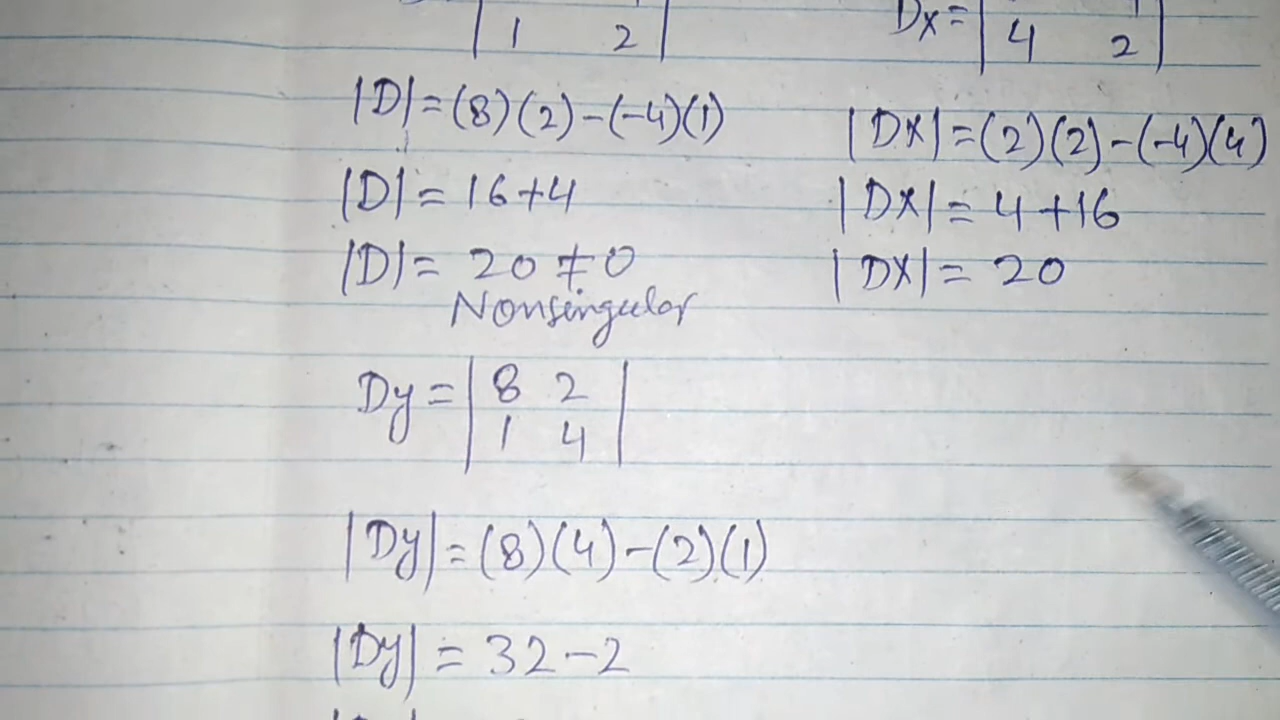 Dx =
| 1 2 |
| 4 2 |
|D| = (8)(2)-(-4)(1)
|Dx| = (2)(2)-(-4)(4)
|D| = 16+4
|Dx| = 4+16
|D| = 20 ≠ 0
|Dx| = 20
Nonsingular
Dy = | 8 2 |
| 1 4 |
|Dy| = (8)(4)-(2)(1)
|Dy| = 32-2